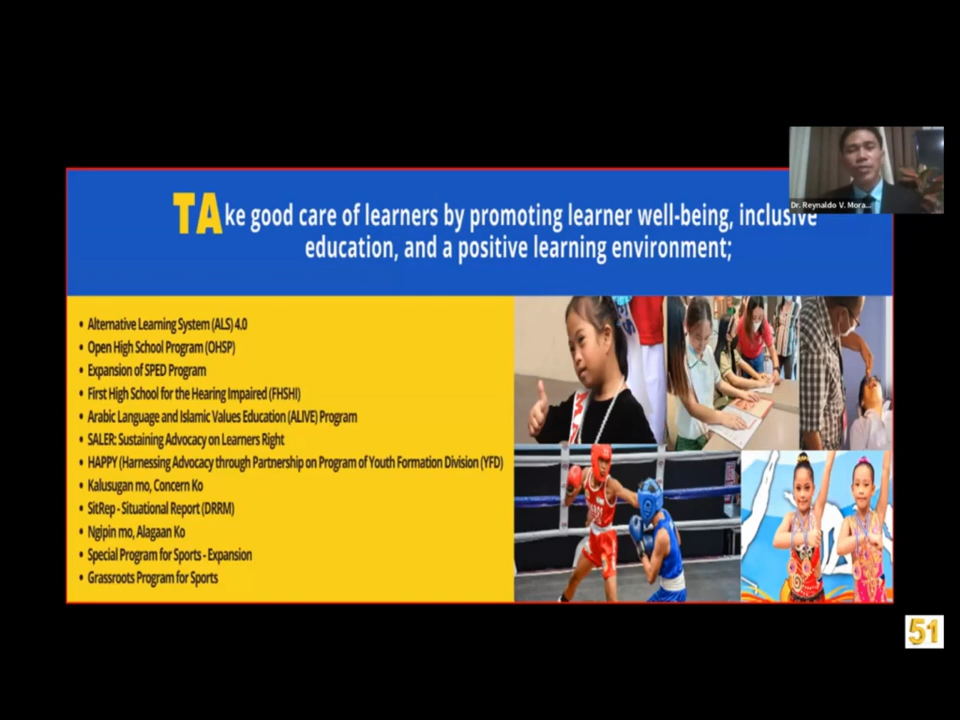 TAke good care of learners by promoting learner well-being, inclusive
education, and a positive learning environment;
Dr. Reynaldo V. Mora...
• Alternative Learning System (ALS) 4.0
• Open High School Program (OHSP)
• Expansion of SPED Program
• First High School for the Hearing Impaired (FHSHI)
• Arabic Language and Islamic Values Education (ALIVE) Program
• SALER: Sustaining Advocacy on Learners Right
• HAPPY (Harnessing Advocacy through Partnership on Program of Youth Formation Division (YFD)
• Kalusugan mo, Concern Ko
• SitRep - Situational Report (DRRM)
• Ngipin mo, Alagaan Ko
• Special Program for Sports - Expansion
• Grassroots Program for Sports
51